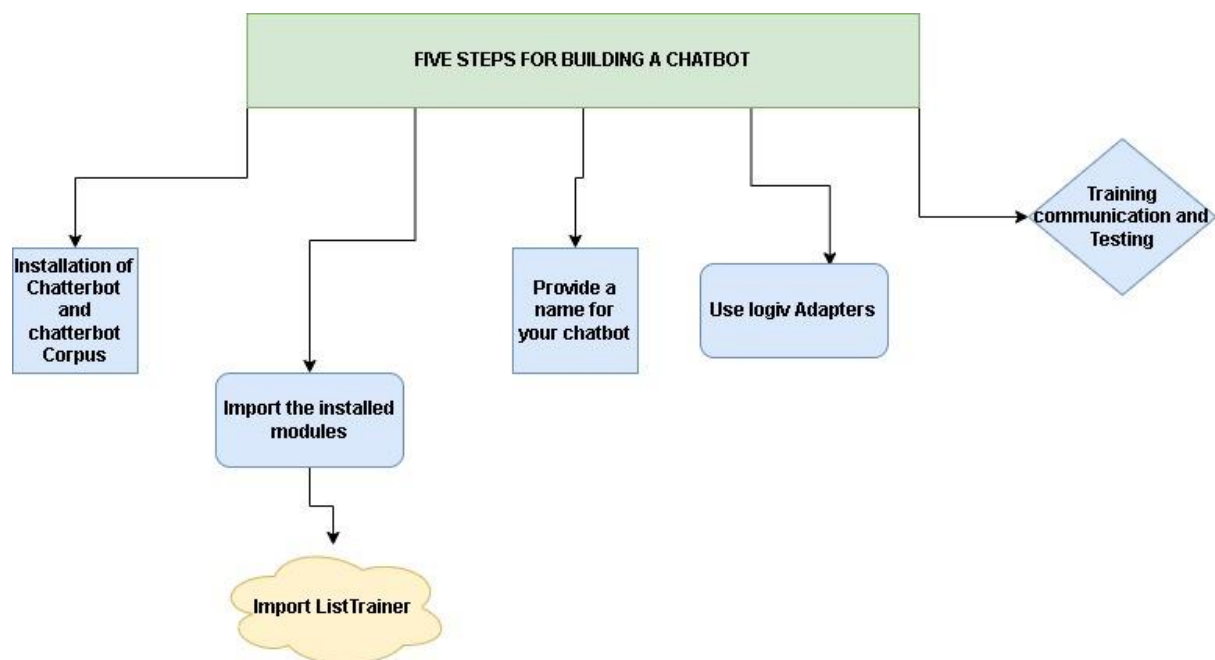 FIVE STEPS FOR BUILDING A CHATBOT
Training
communication and
Testing
Installation of
Chatterbot
and
chatterbot
Corpus
Provide a
name for
your chatbot
Use logiv Adapters
Import the installed
modules
Import ListTrainer